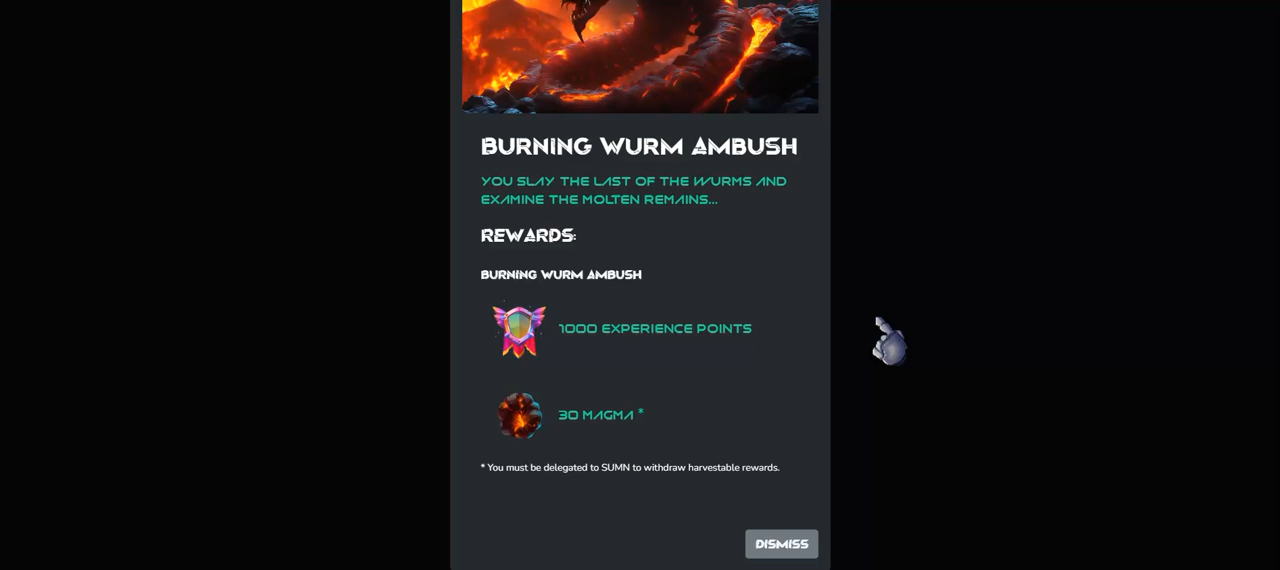 BURNING WURM AMBUSH
YOU SLAY THE LAST OF THE WURMS AND
EXAMINE THE MOLTEN REMAINS...
REWARDS:
BURNING WURM AMBUSH
1000 EXPERIENCE POINTS
30 MAGMA *
* You must be delegated to SUMN to withdraw harvestable rewards.
DISMISS